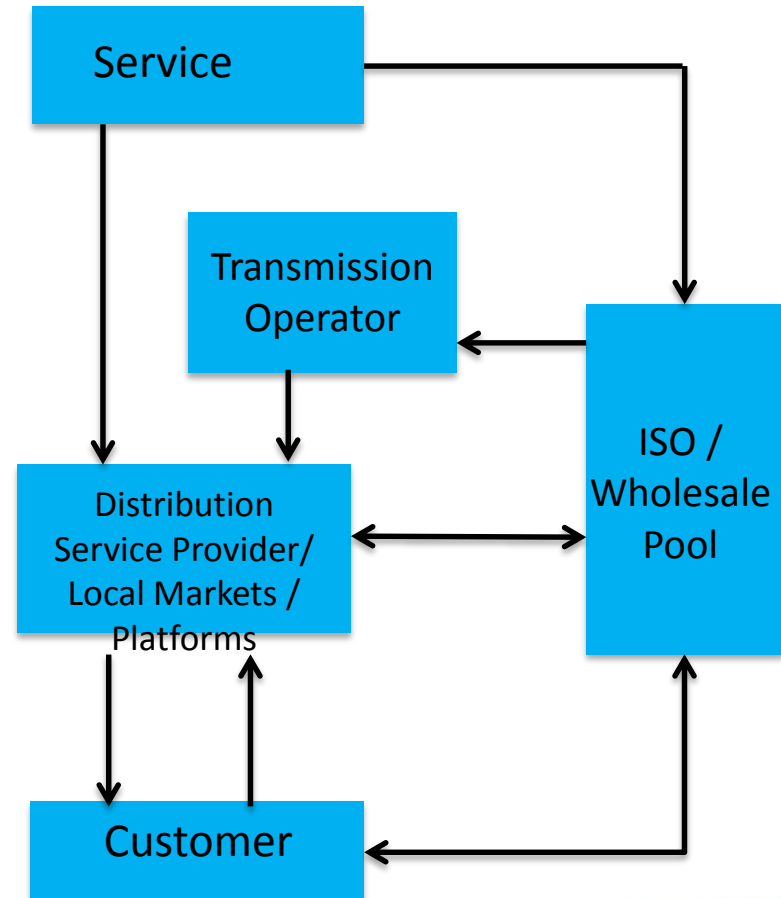 Service
Transmission
Operator
ISO /
Wholesale
Pool
Distribution
Service Provider/
Local Markets /
Platforms
Customer